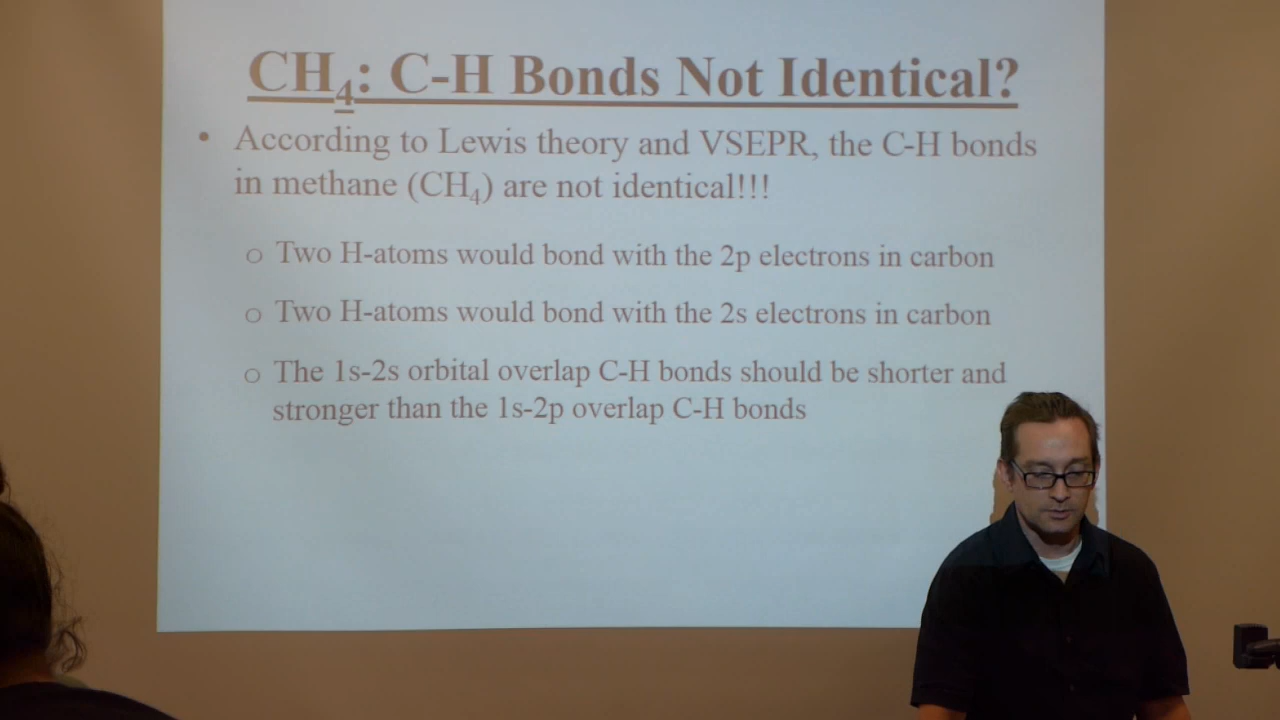 CH₄: C-H Bonds Not Identical?
• According to Lewis theory and VSEPR, the C-H bonds
in methane (CH₄) are not identical!!!
o Two H-atoms would bond with the 2p electrons in carbon
o Two H-atoms would bond with the 2s electrons in carbon
o The 1s-2s orbital overlap C-H bonds should be shorter and
stronger than the 1s-2p overlap C-H bonds